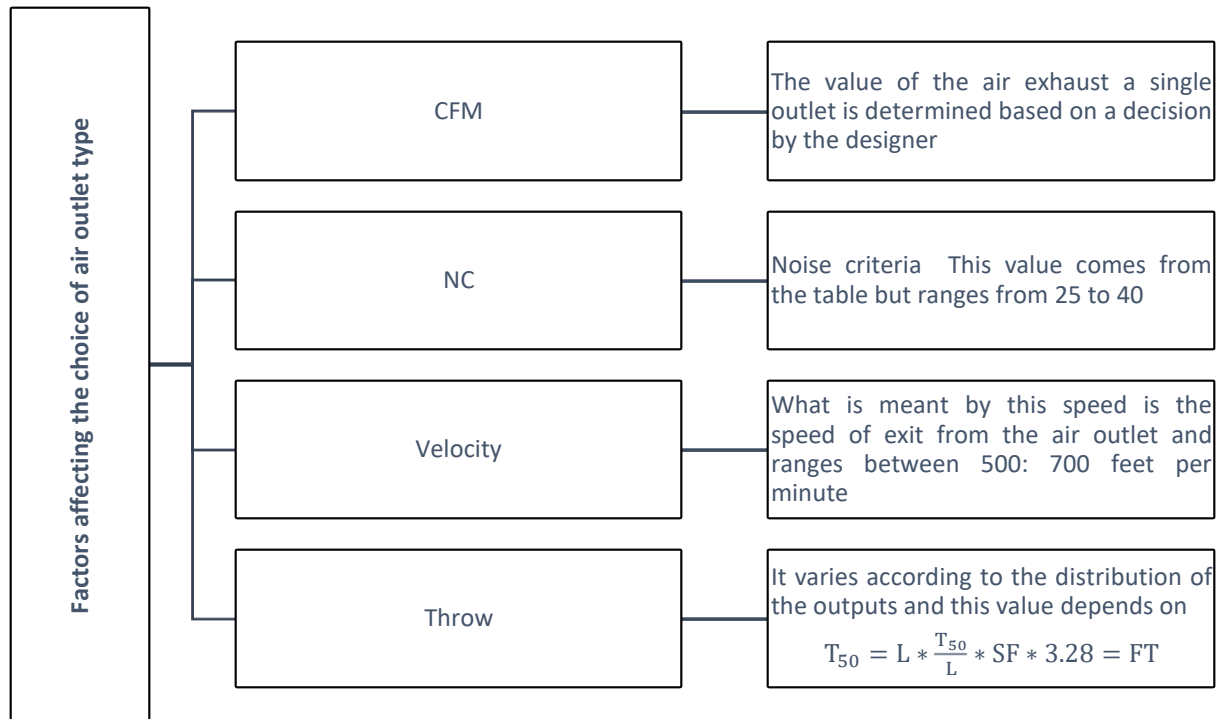 Factors affecting the choice of air outlet type
CFM
The value of the air exhaust a single
outlet is determined based on a decision
by the designer
NC
Noise criteria This value comes from
the table but ranges from 25 to 40
Velocity
What is meant by this speed is the
speed of exit from the air outlet and
ranges between 500: 700 feet per
minute
Throw
It varies according to the distribution of
the outputs and this value depends on
T₅₀ = L * T₅₀/L * SF * 3.28 = FT